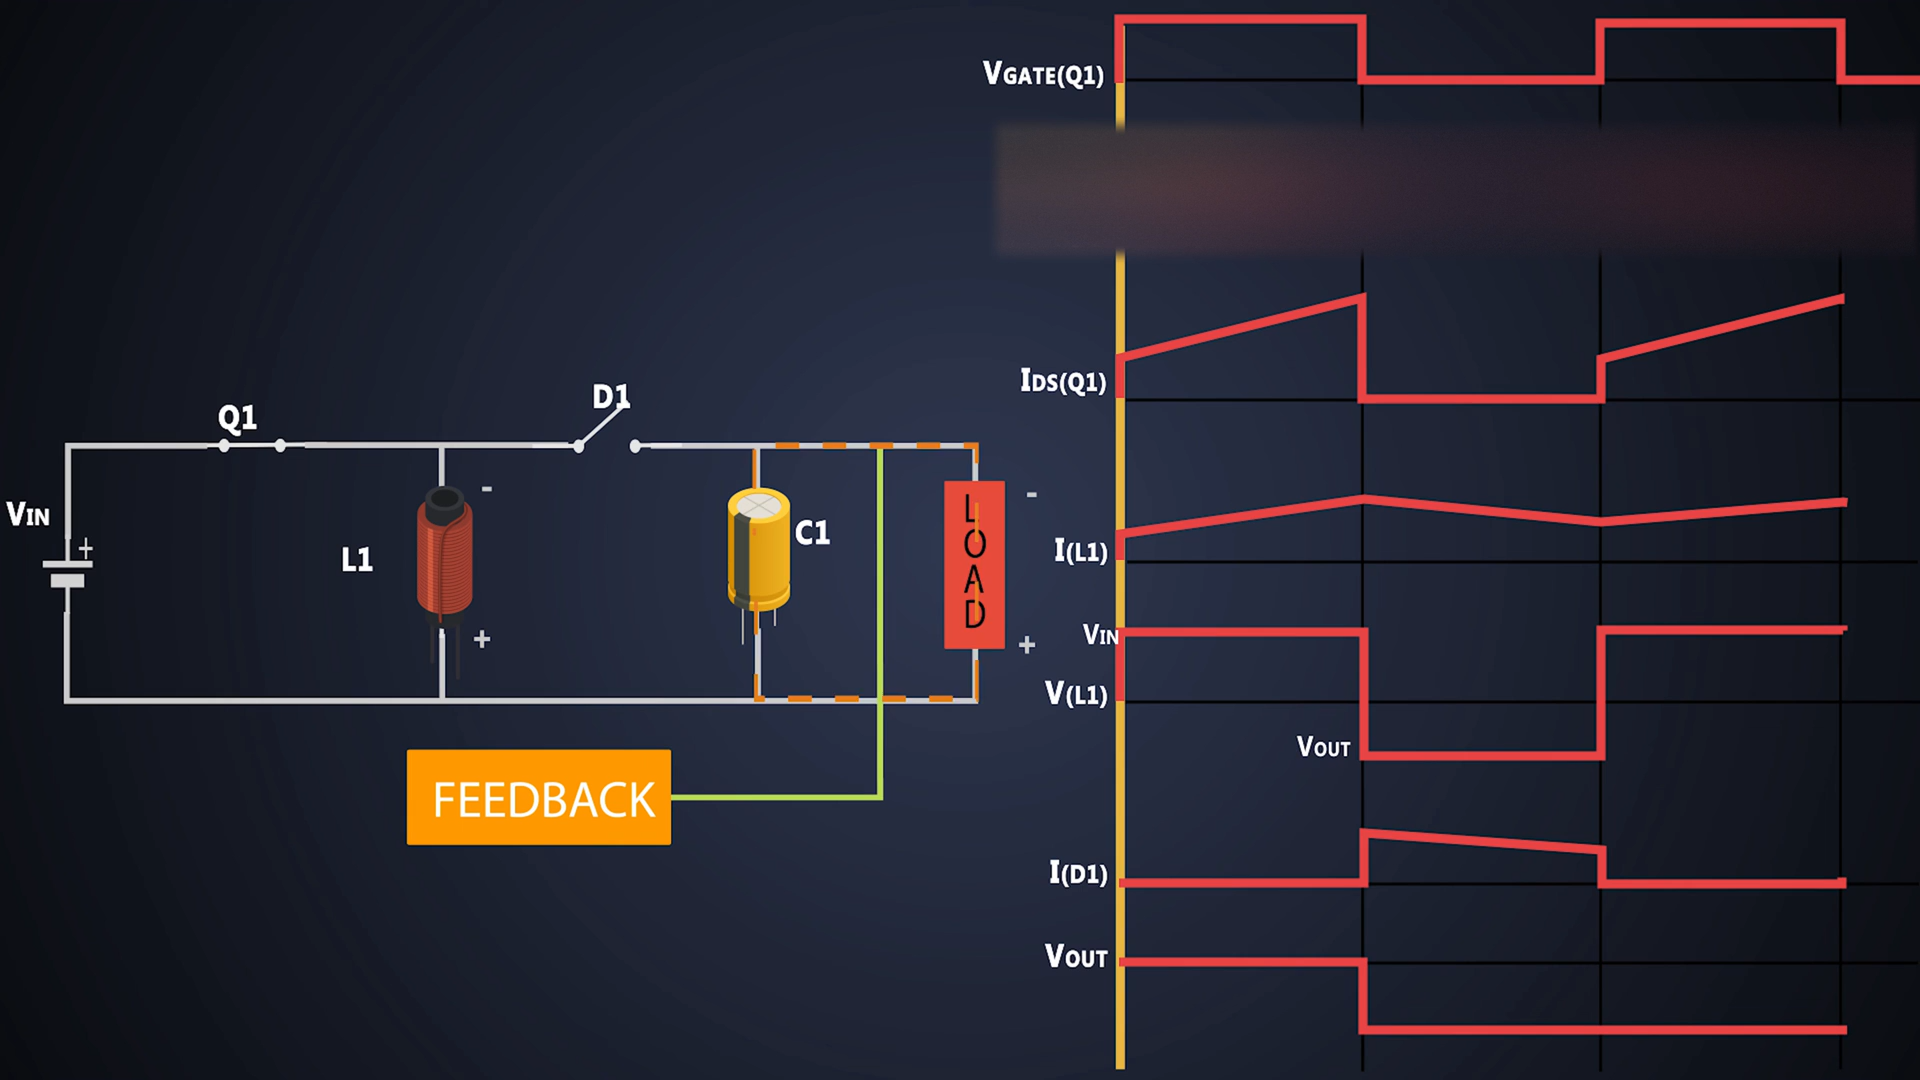 VGATE(Q1)
IDS(Q1)
I(L1)
VIN
V(L1)
VOUT
I(D1)
VOUT
Q1
D1
VIN
+
L1
-
+
C1
LOAD
-
+
FEEDBACK